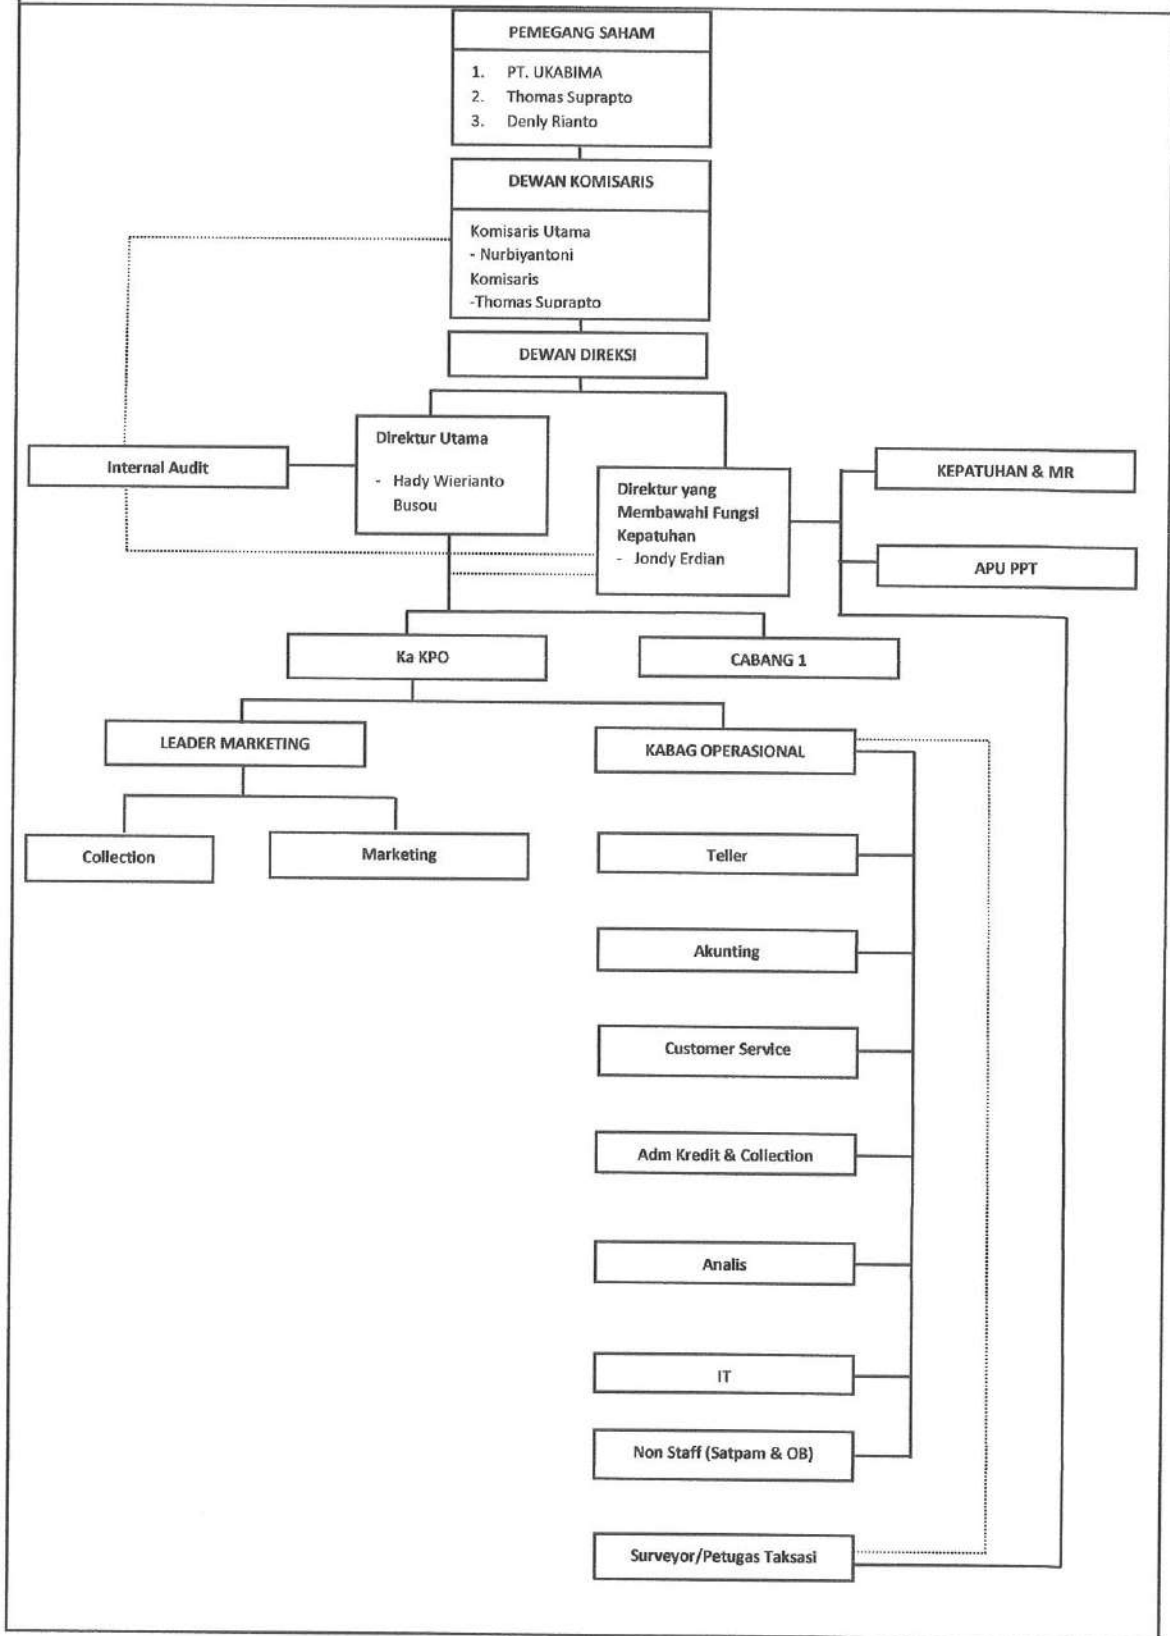 PEMEGANG SAHAM
1. PT. UKABIMA
2. Thomas Suprapto
3. Denly Rianto
DEWAN KOMISARIS
Komisaris Utama
- Nurbiyantoni
Komisaris
-Thomas Suprapto
DEWAN DIREKSI
Direktur Utama
- Hady Wierianto
Busou
Internal Audit
Direktur yang
Membawahi Fungsi
Kepatuhan
- Jondy Erdian
KEPATUHAN & MR
APU PPT
Ka KPO
CABANG 1
LEADER MARKETING
KABAG OPERASIONAL
Collection
Marketing
Teller
Akunting
Customer Service
Adm Kredit & Collection
Analis
IT
Non Staff (Satpam & OB)
Surveyor/Petugas Taksasi